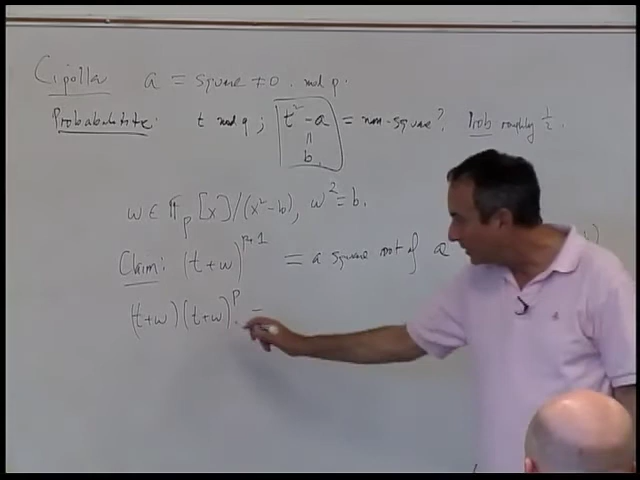 Cipolla a = square ≠ 0 . mod p.
Probabilistic: t mod q ; t² - a = non-square? Prob roughly ½.
" b.
w ∈ F_p [x]/(x²-b), w² = b.
Claim: (t+w)^{p+1} = a square root of a
(t+w)(t+w)^p =